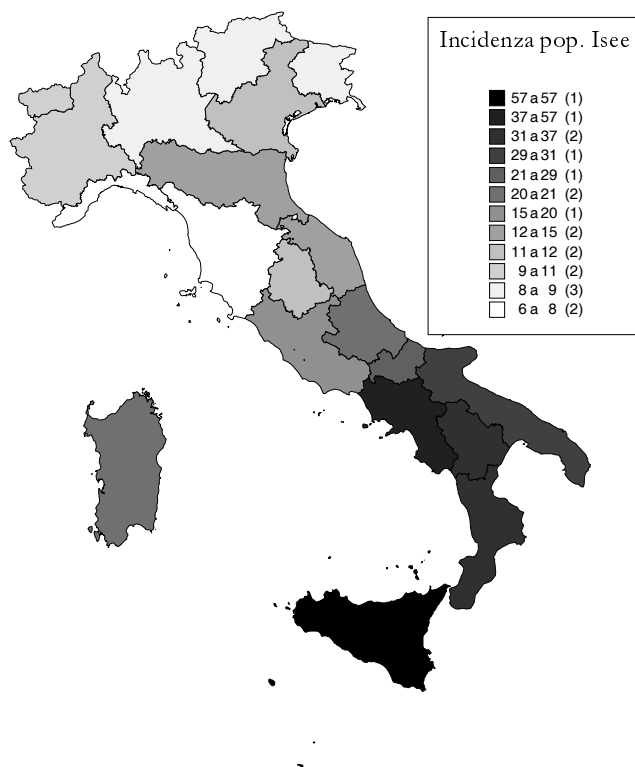 Incidenza pop. Isee
57 a 57 (1)
37 a 57 (1)
31 a 37 (2)
29 a 31 (1)
21 a 29 (1)
20 a 21 (2)
15 a 20 (1)
12 a 15 (2)
11 a 12 (2)
9 a 11 (2)
8 a 9 (3)
6 a 8 (2)